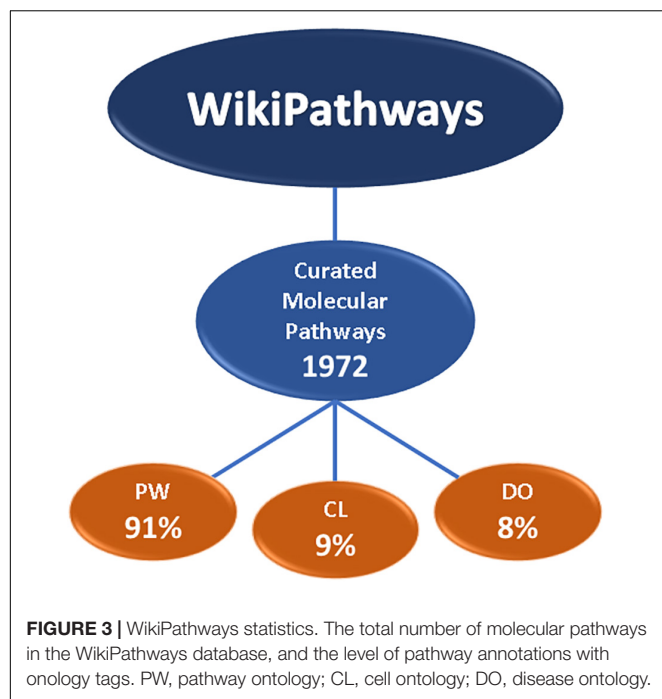 WikiPathways
Curated
Molecular
Pathways
1972
PW
91%
CL
9%
DO
8%
FIGURE 3 | WikiPathways statistics. The total number of molecular pathways
in the WikiPathways database, and the level of pathway annotations with
onology tags. PW, pathway ontology; CL, cell ontology; DO, disease ontology.